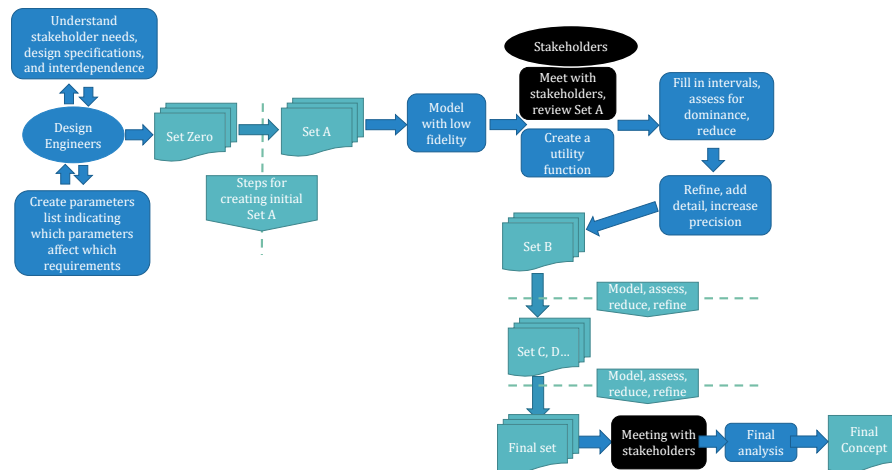 Understand
stakeholder needs,
design specifications,
and interdependence
Design
Engineers
Create parameters
list indicating
which parameters
affect which
requirements
Set Zero
Steps for
creating initial
Set A
Set A
Model
with low
fidelity
Stakeholders
Meet with
stakeholders,
review Set A
Create a
utility
function
Fill in intervals,
assess for
dominance,
reduce
Refine, add
detail, increase
precision
Set B
Model, assess,
reduce, refine
Set C, D...
Model, assess,
reduce, refine
Final set
Meeting with
stakeholders
Final
analysis
Final
Concept